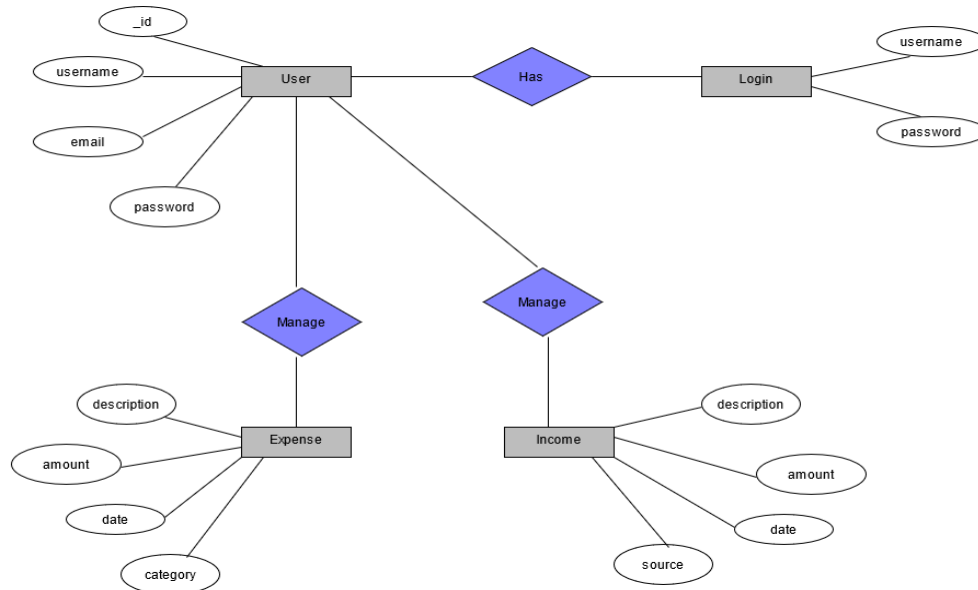 _id
username
User
Has
Login
username
email
password
password
Manage
Manage
description
description
Expense
Income
amount
amount
date
date
category
source